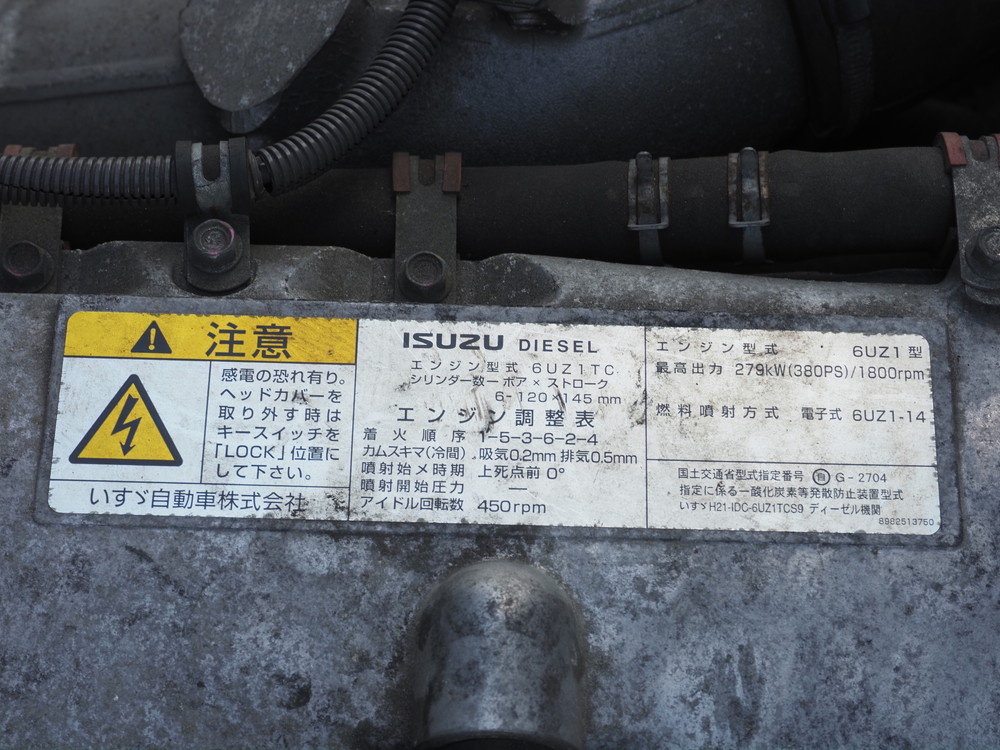 注意
感電の恐れ有り。
ヘッドカバーを
取り外す時は
キースイッチを
「LOCK」位置に
して下さい。
いすゞ自動車株式会社
ISUZU DIESEL
エンジン型式 6UZ1TC
シリンダー数−ボア×ストローク
6-120×145mm
エンジン調整表
着火順序 1-5-3-6-2-4
カムスキマ(冷間) 吸気0.2mm 排気0.5mm
噴射始メ時期 上死点前 0°
噴射開始圧力 —
アイドル回転数 450rpm
エンジン型式 6UZ1型
最高出力 279kW(380PS)/1800rpm
燃料噴射方式 電子式 6UZ1-14
国土交通省型式指定番号 ㊀自 G-2704
指定に係る一酸化炭素等発散防止装置型式
いすゞH21-IDC-6UZ1TCS9 ディーゼル機関
8982513750